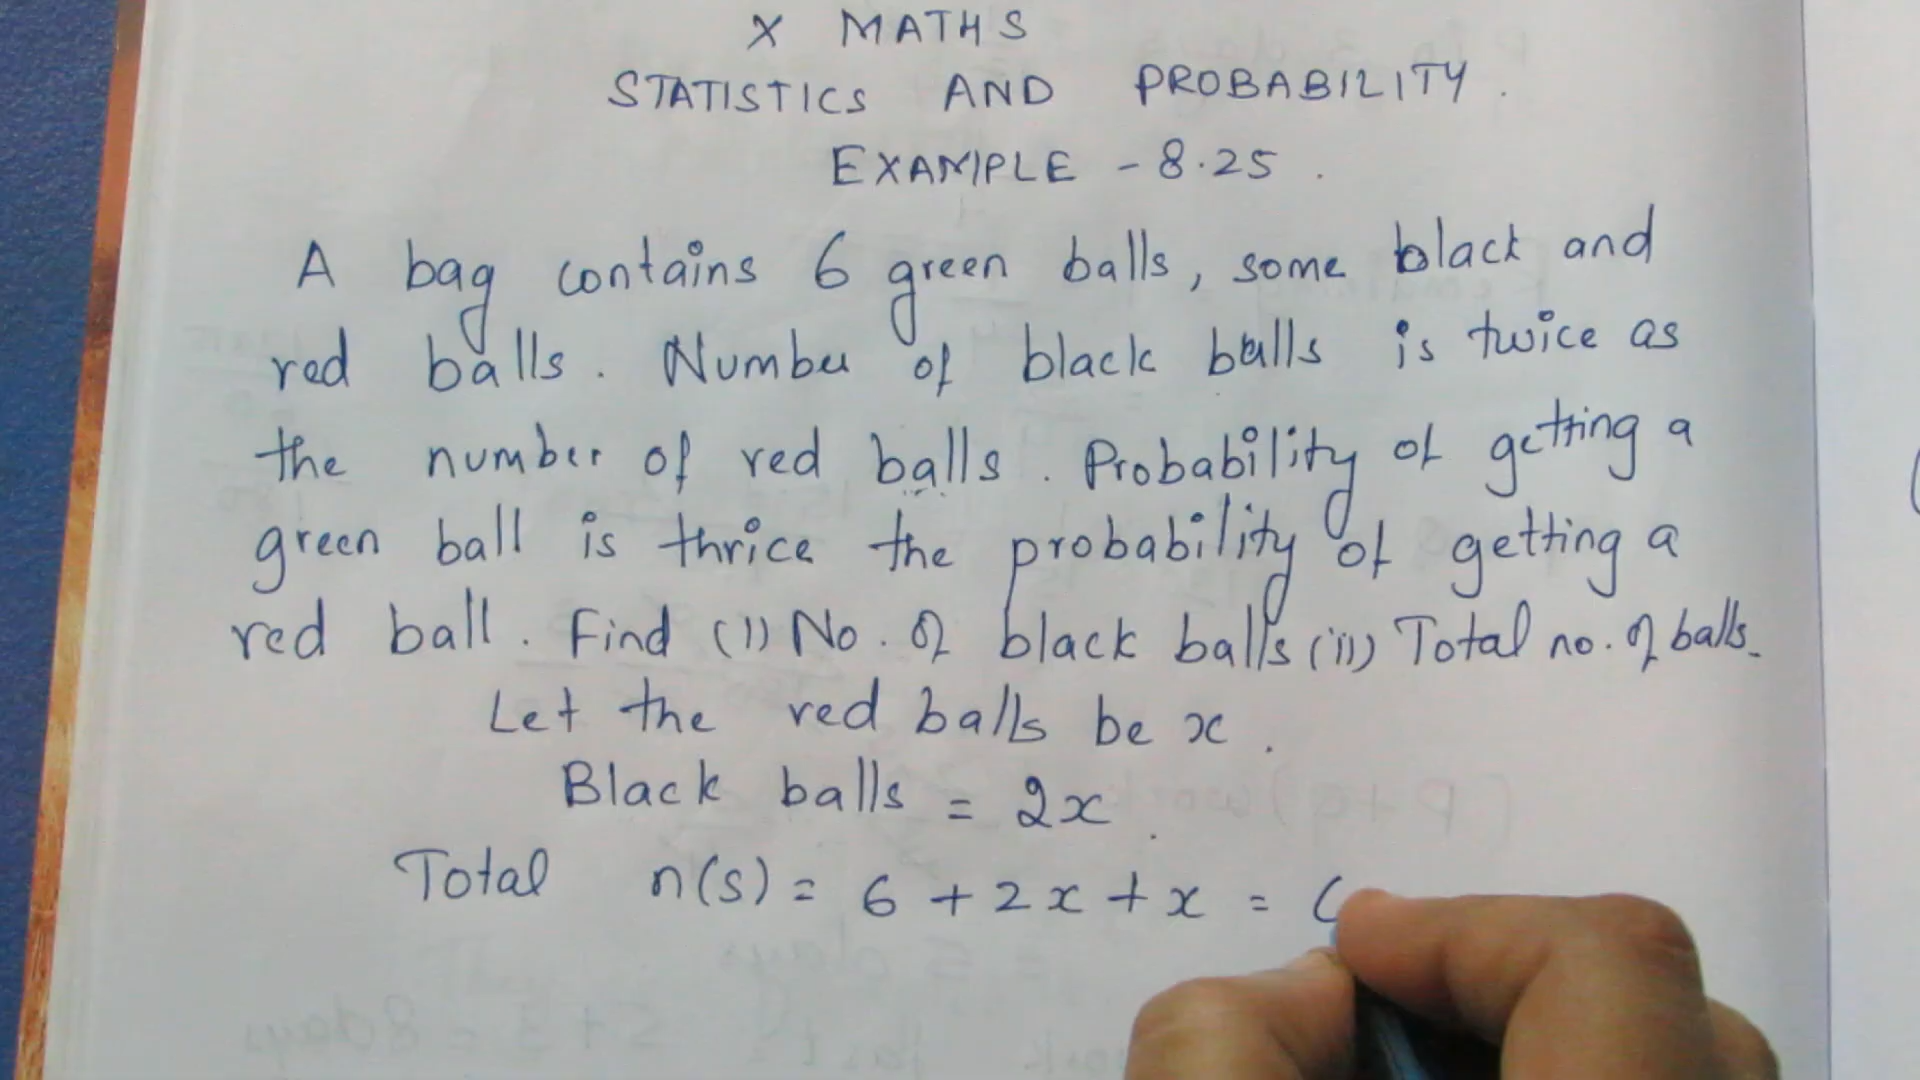 X MATHS
STATISTICS AND PROBABILITY.
EXAMPLE - 8.25.
A bag contains 6 green balls, some black and
red balls. Number of black balls is twice as
the number of red balls. Probability of getting a
green ball is thrice the probability of getting a
red ball. Find (i) No. of black balls (ii) Total no. of balls.
Let the red balls be x.
Black balls = 2x.
Total n(s) = 6 + 2x + x =